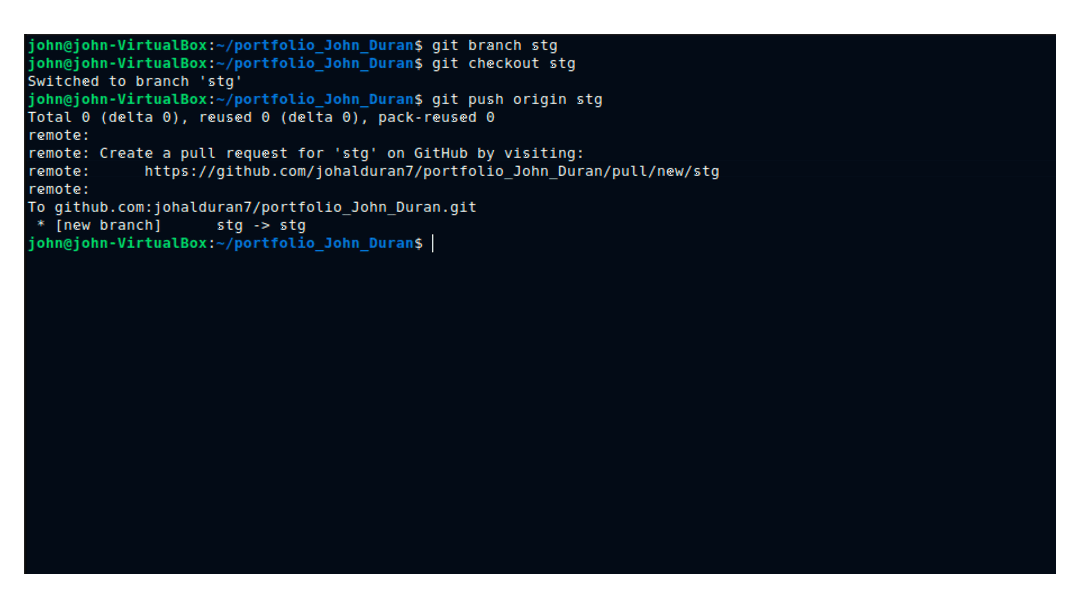 john@john-VirtualBox:~/portfolio_John_Duran$ git branch stg
john@john-VirtualBox:~/portfolio_John_Duran$ git checkout stg
Switched to branch 'stg'
john@john-VirtualBox:~/portfolio_John_Duran$ git push origin stg
Total 0 (delta 0), reused 0 (delta 0), pack-reused 0
remote:
remote: Create a pull request for 'stg' on GitHub by visiting:
remote:      https://github.com/johalduran7/portfolio_John_Duran/pull/new/stg
remote:
To github.com:johalduran7/portfolio_John_Duran.git
 * [new branch]      stg -> stg
john@john-VirtualBox:~/portfolio_John_Duran$